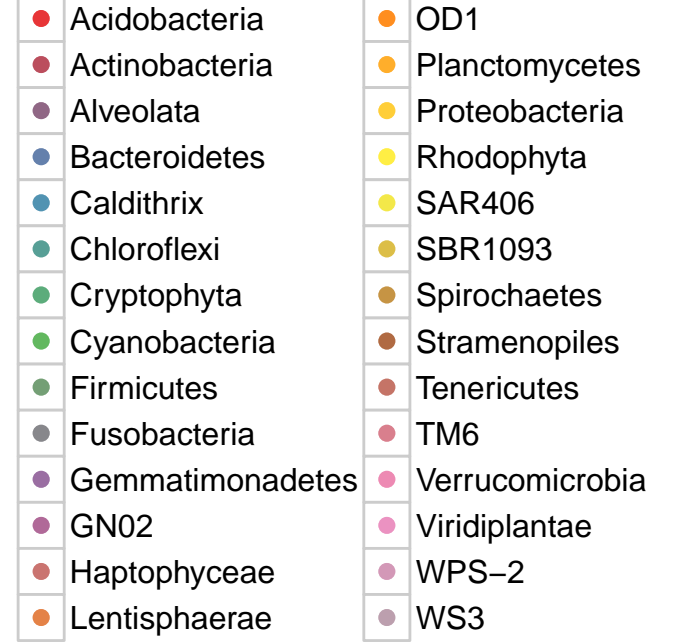 Acidobacteria
Actinobacteria
Alveolata
Bacteroidetes
Caldithrix
Chloroflexi
Cryptophyta
Cyanobacteria
Firmicutes
Fusobacteria
Gemmatimonadetes
GN02
Haptophyceae
Lentisphaerae
OD1
Planctomycetes
Proteobacteria
Rhodophyta
SAR406
SBR1093
Spirochaetes
Stramenopiles
Tenericutes
TM6
Verrucomicrobia
Viridiplantae
WPS−2
WS3